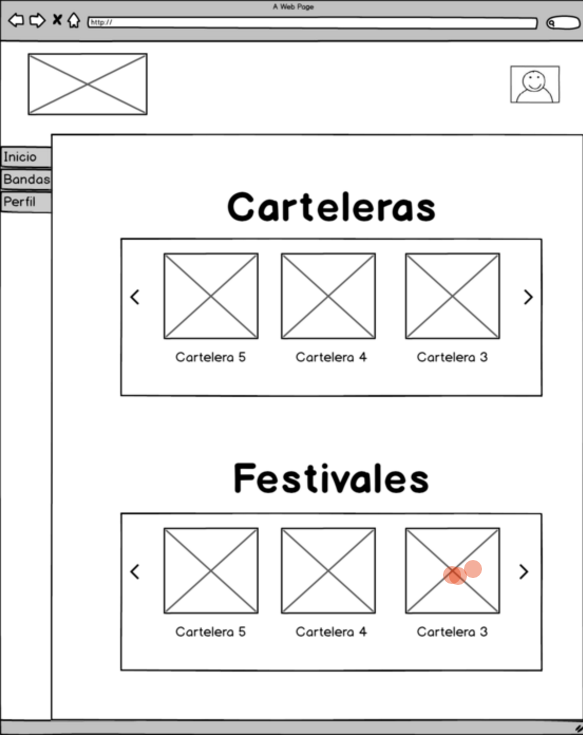 A Web Page
http://
Inicio
Bandas
Perfil
Carteleras
Cartelera 5
Cartelera 4
Cartelera 3
Festivales
Cartelera 5
Cartelera 4
Cartelera 3